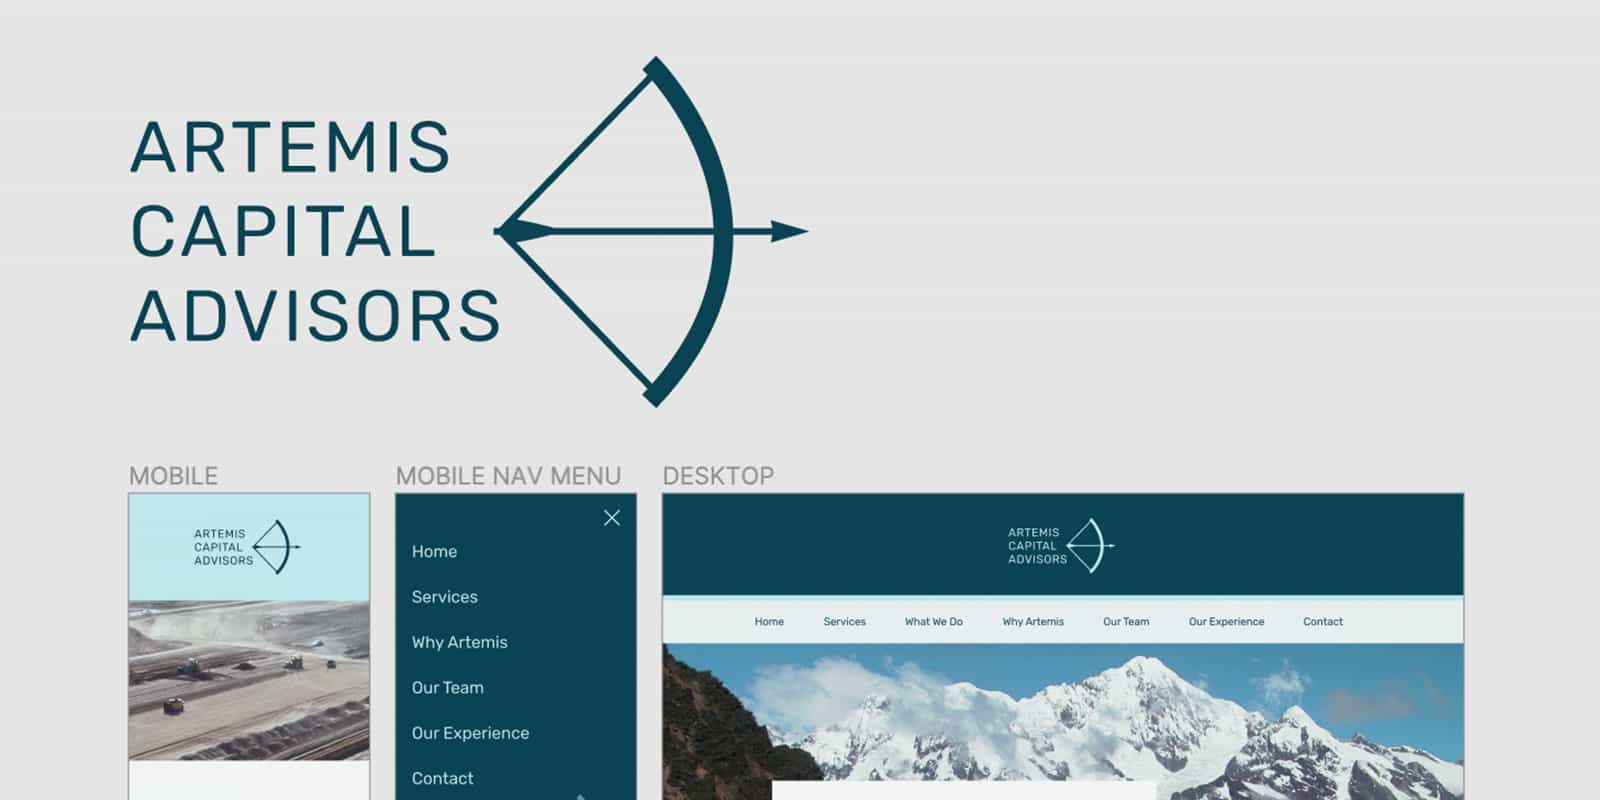 ARTEMIS
CAPITAL
ADVISORS
MOBILE
ARTEMIS
CAPITAL
ADVISORS
MOBILE NAV MENU
Home
Services
Why Artemis
Our Team
Our Experience
Contact
DESKTOP
ARTEMIS
CAPITAL
ADVISORS
Home Services What We Do Why Artemis Our Team Our Experience Contact